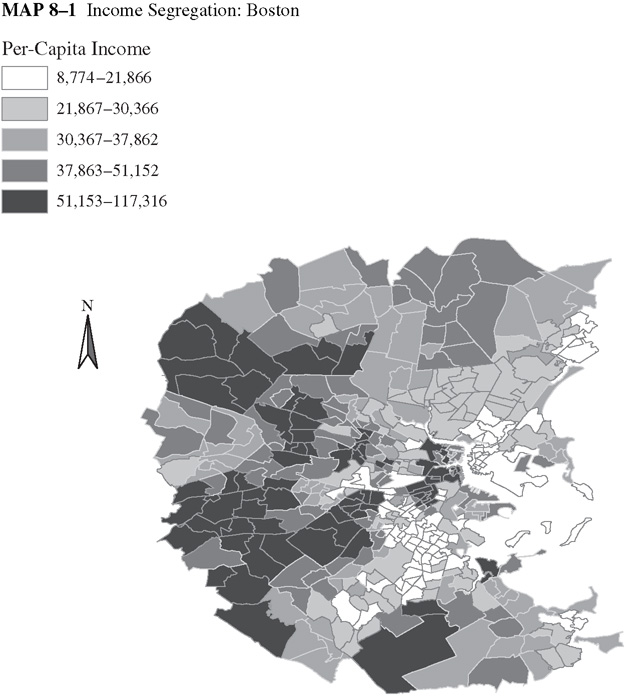 MAP 8–1 Income Segregation: Boston
Per-Capita Income
8,774–21,866
21,867–30,366
30,367–37,862
37,863–51,152
51,153–117,316
N